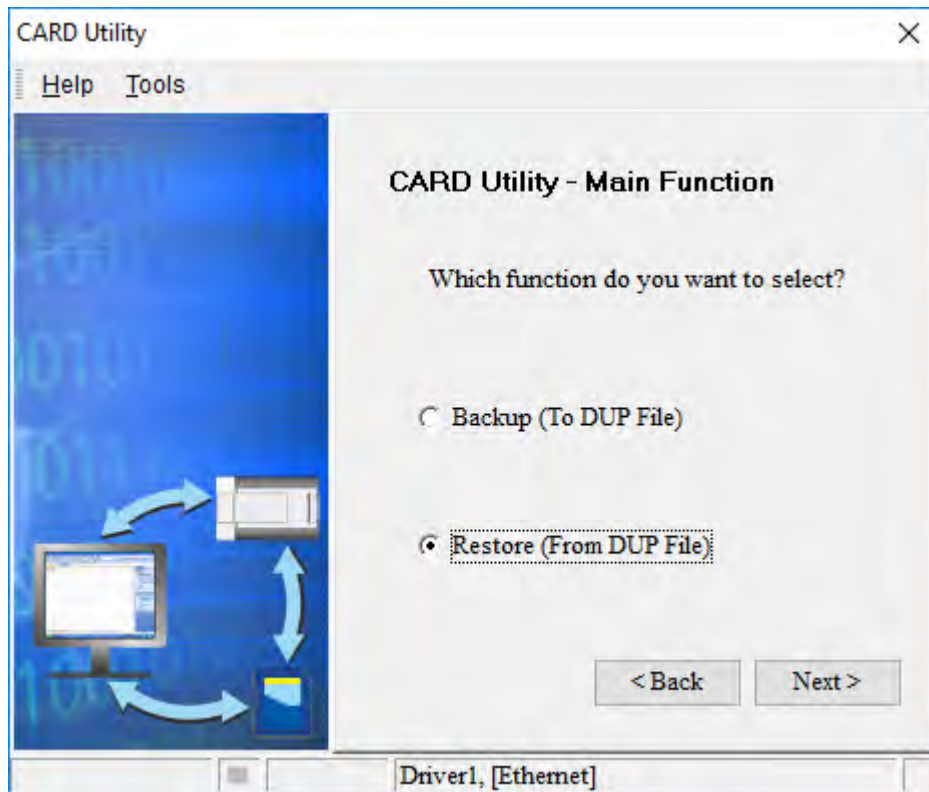 CARD Utility
Help Tools
CARD Utility - Main Function
Which function do you want to select?
Backup (To DUP File)
Restore (From DUP File)
< Back Next >
Driver1, [Ethernet]